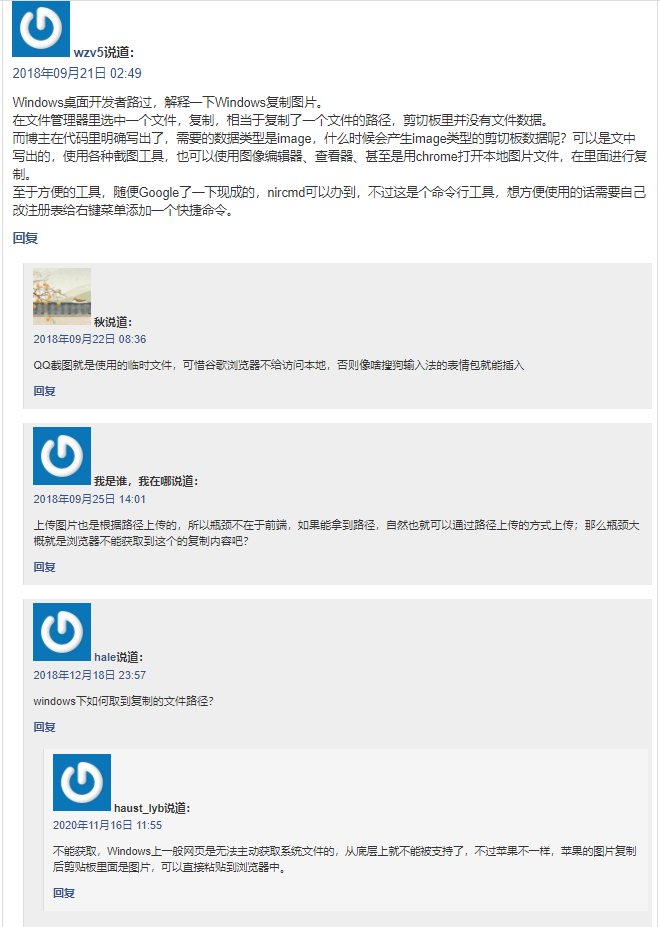 wzv5说道：
2018年09月21日 02:49
Windows桌面开发者路过，解释一下Windows复制图片。
在文件管理器里选中一个文件，复制，相当于复制了一个文件的路径，剪切板里并没有文件数据。
而博主在代码里明确写出了，需要的数据类型是image，什么时候会产生image类型的剪切板数据呢？可以是文中
写出的，使用各种截图工具，也可以使用图像编辑器、查看器、甚至是用chrome打开本地图片文件，在里面进行复
制。
至于方便的工具，随便Google了一下现成的，nircmd可以办到，不过这是个命令行工具，想方便使用的话需要自己
改注册表给右键菜单添加一个快捷命令。
回复
秋说道：
2018年09月22日 08:36
QQ截图就是使用的临时文件，可惜谷歌浏览器不给访问本地，否则像啥搜狗输入法的表情包就能插入
回复
我是谁，我在哪说道：
2018年09月25日 14:01
上传图片也是根据路径上传的，所以瓶颈不在于前端，如果能拿到路径，自然也就可以通过路径上传的方式上传；那么瓶颈大
概就是浏览器不能获取到这个的复制内容吧？
回复
hale说道：
2018年12月18日 23:57
windows下如何取到复制的文件路径？
回复
haust_lyb说道：
2020年11月16日 11:55
不能获取，Windows上一般网页是无法主动获取系统文件的，从底层上就不能被支持了，不过苹果不一样，苹果的图片复制
后剪贴板里面是图片，可以直接粘贴到浏览器中。
回复